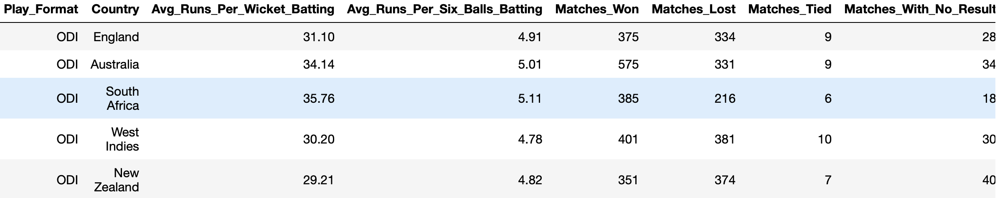 Play_Format Country Avg_Runs_Per_Wicket_Batting Avg_Runs_Per_Six_Balls_Batting Matches_Won Matches_Lost Matches_Tied Matches_With_No_Result
ODI England 31.10 4.91 375 334 9 28
ODI Australia 34.14 5.01 575 331 9 34
ODI South Africa 35.76 5.11 385 216 6 18
ODI West Indies 30.20 4.78 401 381 10 30
ODI New Zealand 29.21 4.82 351 374 7 40